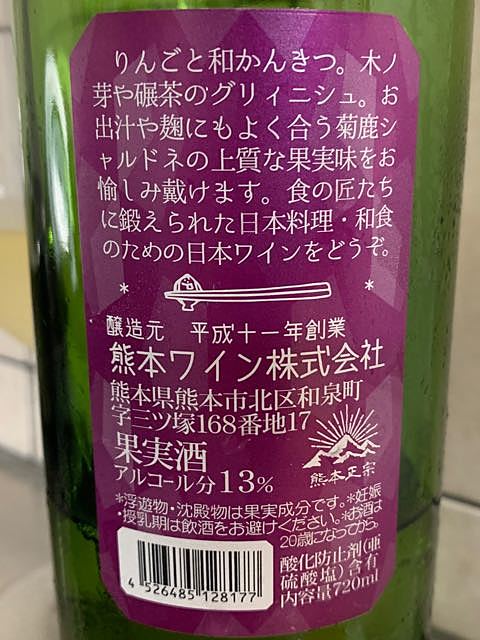 りんごと和かんきつ。木ノ
芽や碾茶のグリィニシュ。お
出汁や麹にもよく合う菊鹿シ
ャルドネの上質な果実味をお
愉しみ戴けます。食の匠たち
に鍛えられた日本料理・和食
のための日本ワインをどうぞ。
* *
醸造元 平成十一年創業
熊本ワイン株式会社
熊本県熊本市北区和泉町
字三ツ塚168番地17
果実酒
アルコール分13%
熊本正宗
*浮遊物・沈殿物は果実成分です。*妊娠
・授乳期は飲酒をお避けください。*お酒は
20歳になってから。
酸化防止剤(亜
硫酸塩)含有
内容量720ml
4 526485 128177